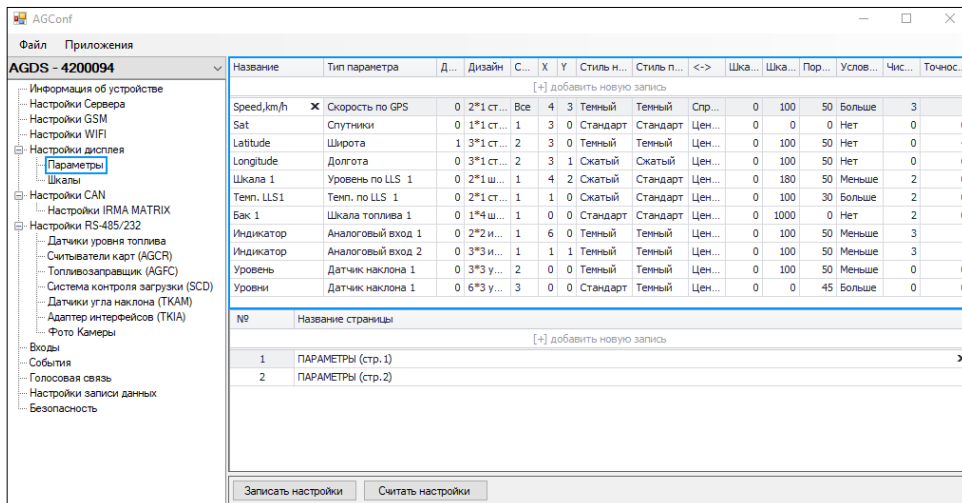 AGConf
Файл Приложения
AGDS - 4200094
Информация об устройстве
Настройки Сервера
Настройки GSM
Настройки WIFI
Настройки дисплея
Параметры
Шкалы
Настройки CAN
Настройки IRMA MATRIX
Настройки RS-485/232
Датчики уровня топлива
Считыватели карт (AGCR)
Топливозаправщик (AGFC)
Система контроля загрузки (SCD)
Датчики угла наклона (TKAM)
Адаптер интерфейсов (TKIA)
Фото Камеры
Входы
События
Голосовая связь
Настройки записи данных
Безопасность
Название Тип параметра Д... Дизайн С... X Y Стиль н... Стиль п... <-> Шка... Шка... Пор... Услов... Чис... Точнос...
[+] добавить новую запись
Speed,km/h Скорость по GPS 0 2*1 ст... Все 4 3 Темный Темный Спр... 0 100 50 Больше 3
Sat Спутники 0 1*1 ст... 1 3 0 Стандарт Стандарт Цен... 0 0 0 Нет 0
Latitude Широта 1 3*1 ст... 2 3 0 Темный Темный Цен... 0 100 50 Нет 0
Longitude Долгота 0 3*1 ст... 2 3 1 Сжатый Сжатый Цен... 0 100 50 Нет 0
Шкала 1 Уровень по LLS 1 0 2*1 ш... 1 4 2 Сжатый Стандарт Цен... 0 180 50 Меньше 2
Темп. LLS1 Темп. по LLS 1 0 2*1 ст... 1 1 0 Сжатый Стандарт Цен... 0 100 30 Больше 2
Бак 1 Шкала топлива 1 0 1*4 ш... 1 0 0 Стандарт Стандарт Цен... 0 1000 0 Нет 2
Индикатор Аналоговый вход 1 0 2*2 и... 1 6 0 Темный Темный Цен... 0 100 50 Меньше 3
Индикатор Аналоговый вход 2 0 3*3 и... 1 1 1 Темный Темный Цен... 0 100 50 Меньше 3
Уровень Датчик наклона 1 0 3*3 у... 2 0 0 Темный Темный Цен... 0 100 50 Меньше 0
Уровни Датчик наклона 1 0 6*3 у... 3 0 0 Стандарт Темный Цен... 0 0 45 Больше 0
№ Название страницы
[+] добавить новую запись
1 ПАРАМЕТРЫ (стр.1)
2 ПАРАМЕТРЫ (стр.2)
Записать настройки Считать настройки